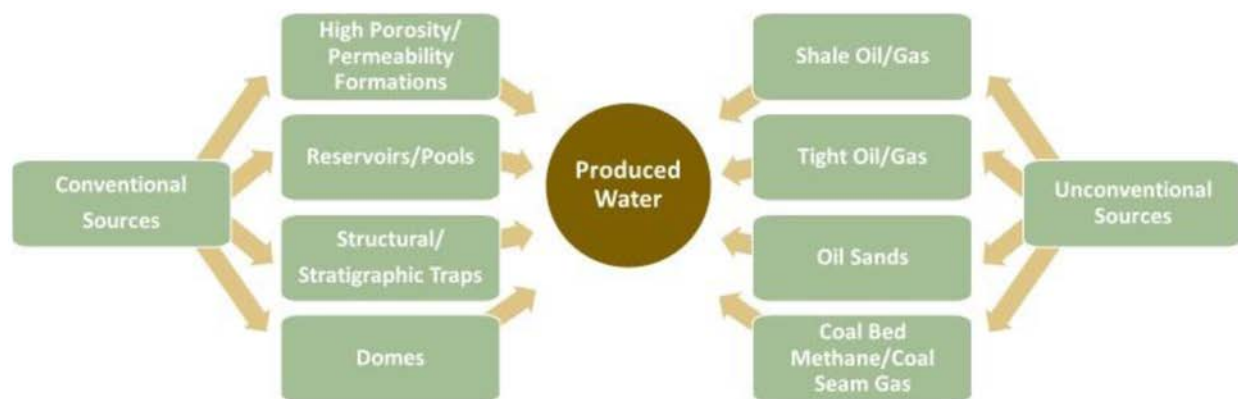 Conventional
Sources
High Porosity/
Permeability
Formations
Reservoirs/Pools
Structural/
Stratigraphic Traps
Domes
Produced
Water
Shale Oil/Gas
Tight Oil/Gas
Oil Sands
Coal Bed
Methane/Coal
Seam Gas
Unconventional
Sources